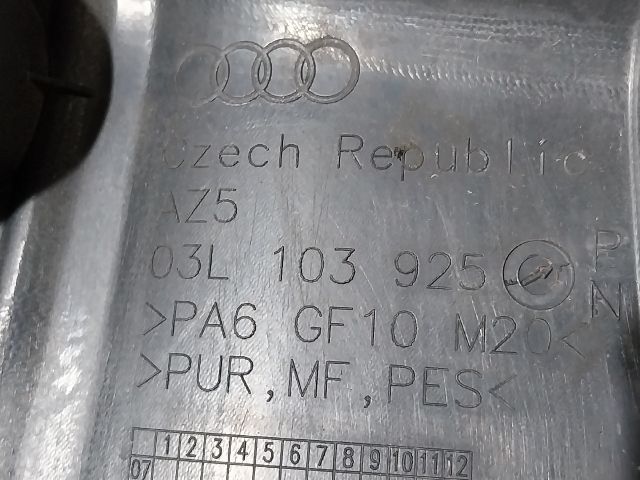 Czech Republic
AZ5
03L 103 925
P
N
>PA6 GF10 M20<
>PUR,MF,PES<
1 2 3 4 5 6 7 8 9 10 11 12
07